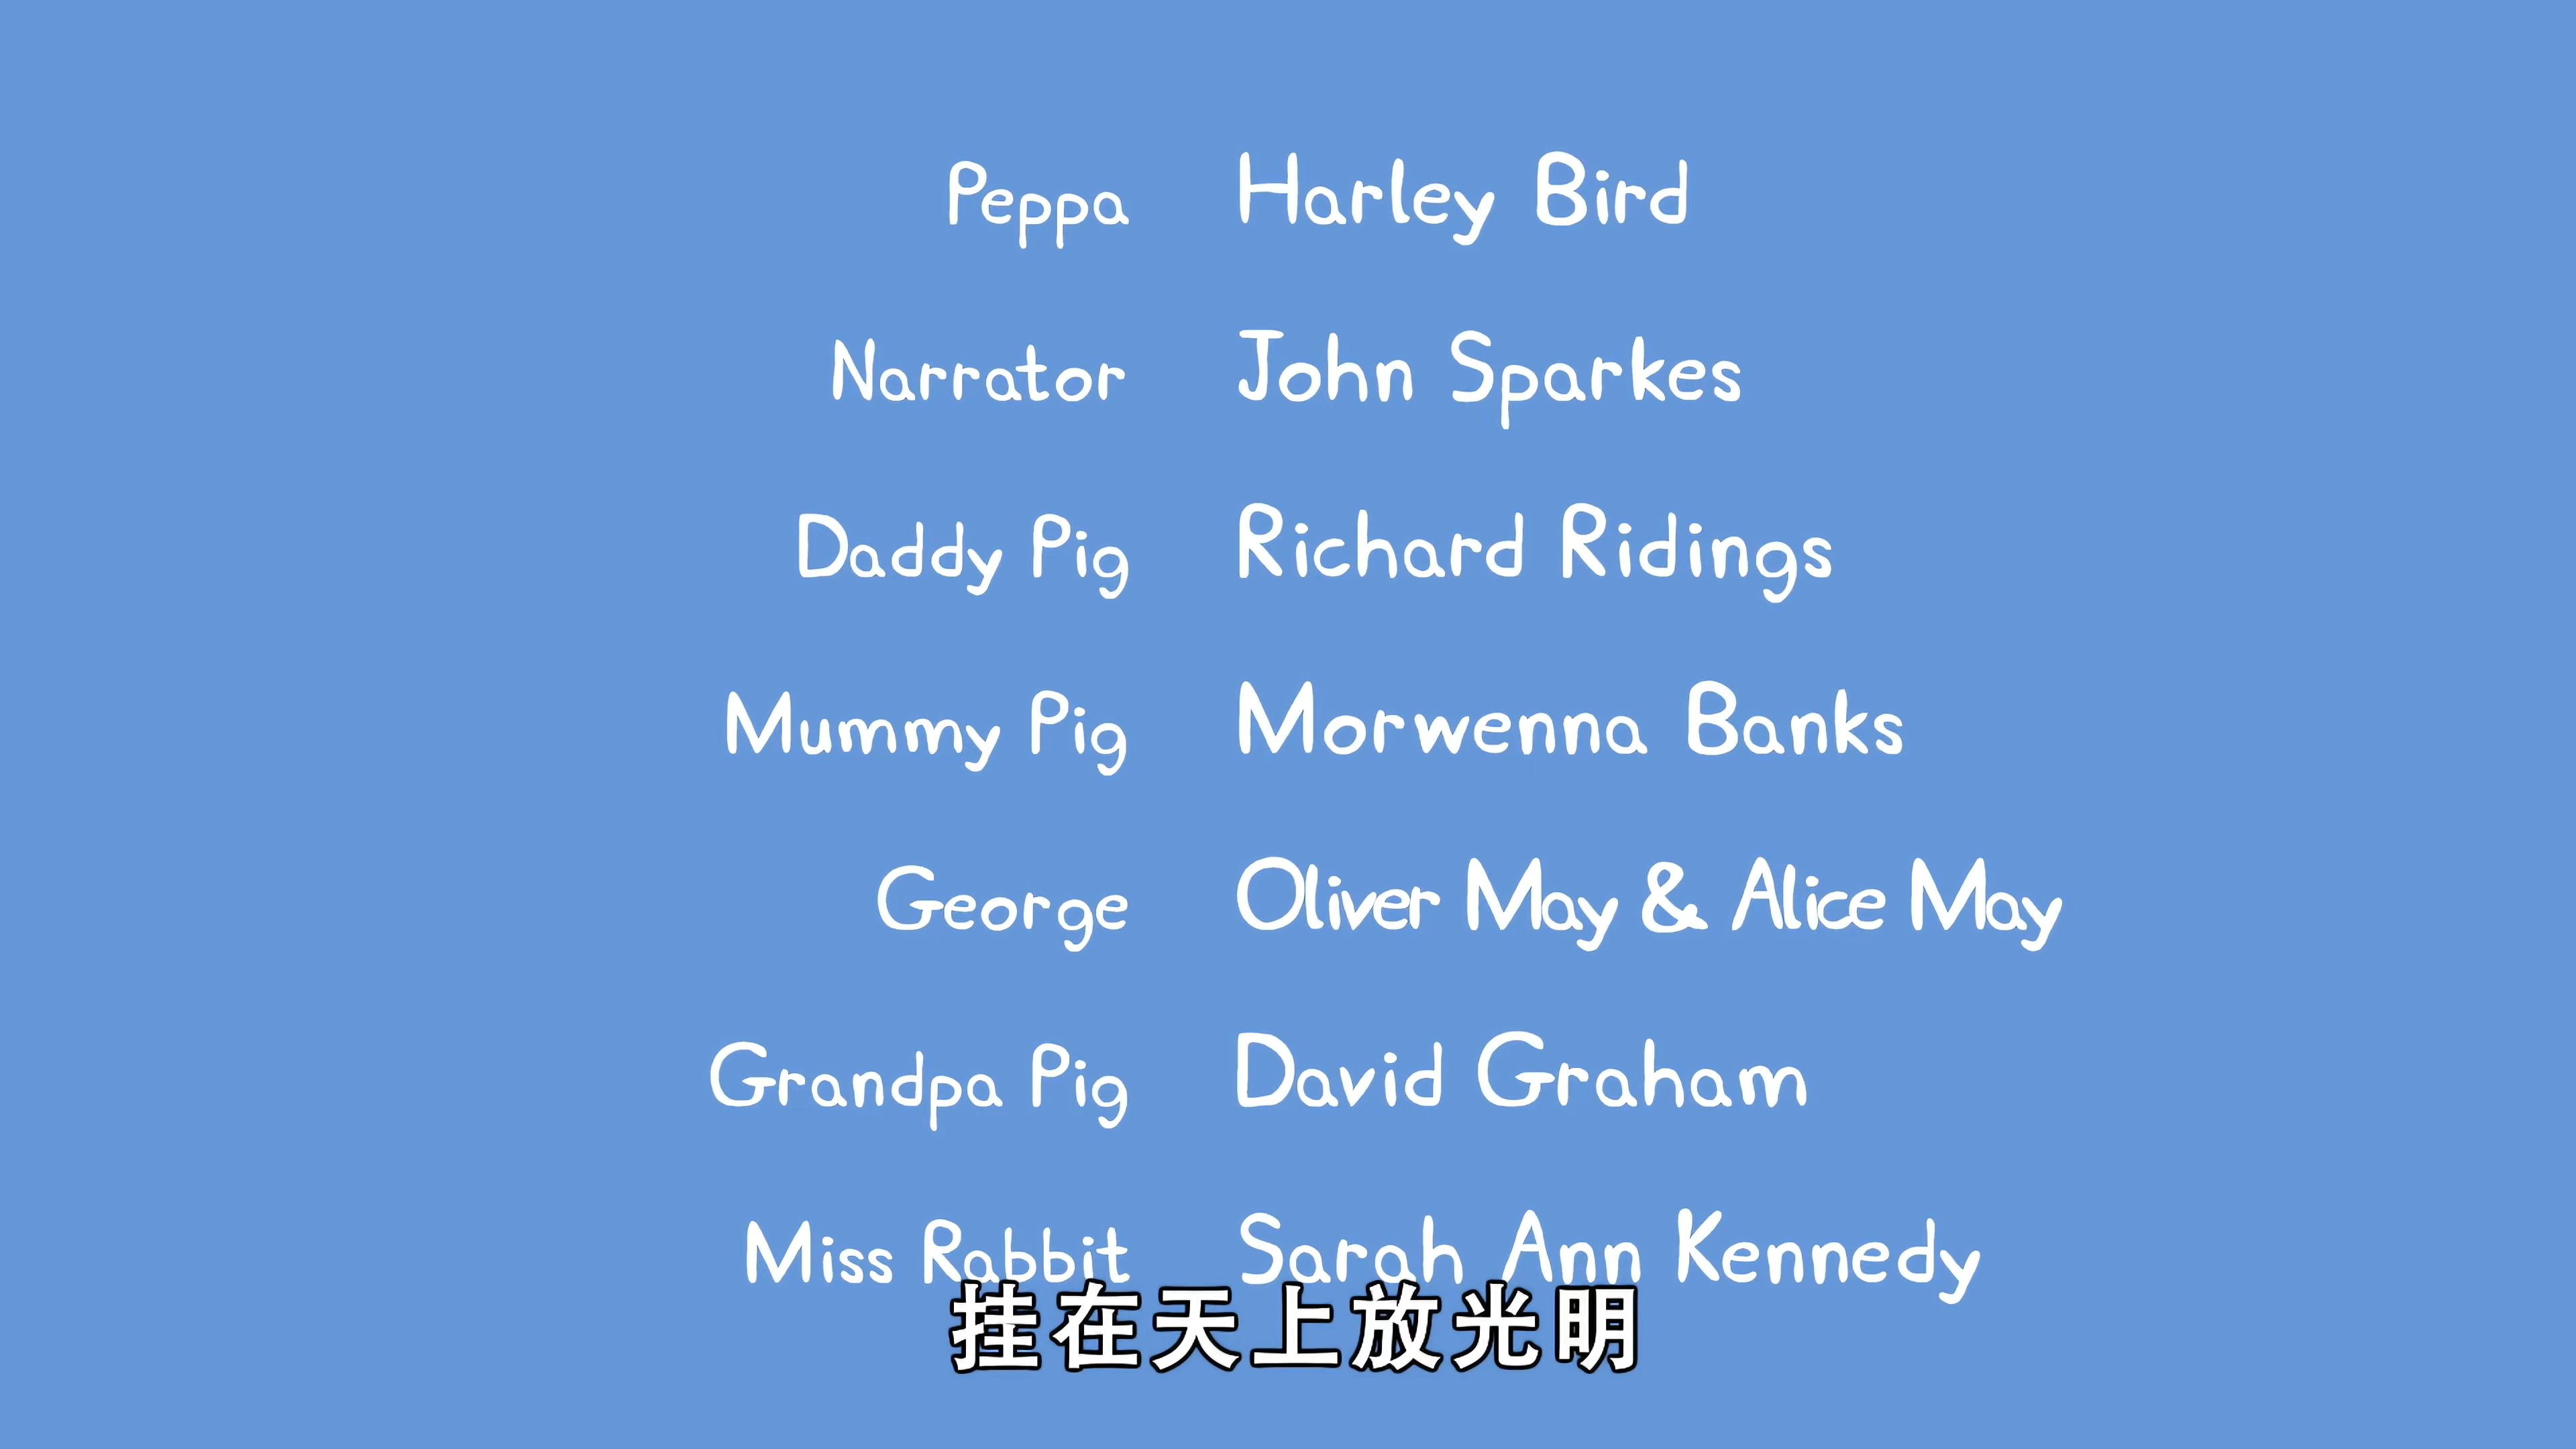 Peppa Harley Bird
Narrator John Sparkes
Daddy Pig Richard Ridings
Mummy Pig Morwenna Banks
George Oliver May & Alice May
Grandpa Pig David Graham
Miss Rabbit Sarah Ann Kennedy
挂在天上放光明